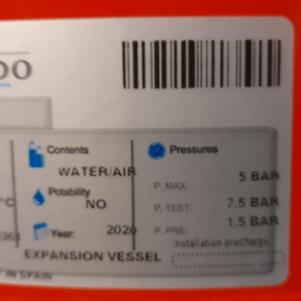 Contents
WATER/AIR
Potability
NO
Year: 2020
Pressures
P. MAX: 5 BAR
P. TEST: 7,5 BAR
P. PRE: 1,5 BAR
Installation precharge
EXPANSION VESSEL
IN SPAIN